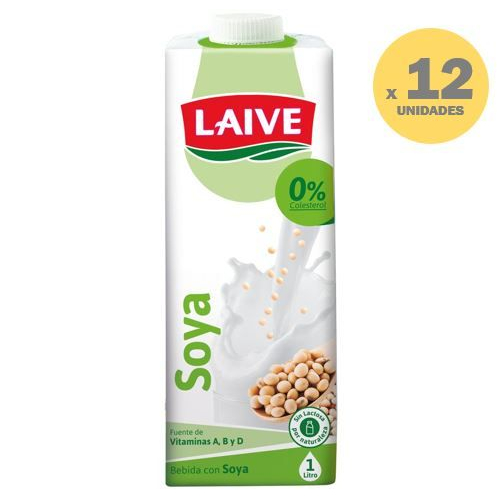 x 12
UNIDADES
LAIVE
0%
Colesterol
Soya
Fuente de
Vitaminas A, B y D
Bebida con Soya
Sin Lactosa
por naturaleza
1
Litro